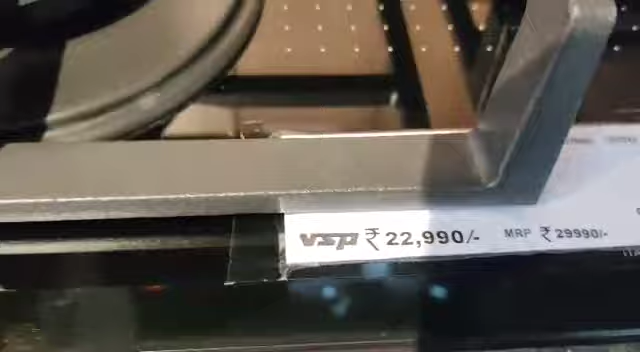 vsp ₹ 22,990/- MRP ₹ 29990/-